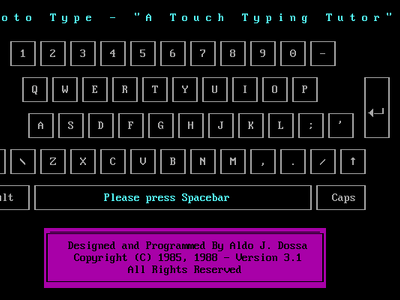 oto Type - "A Touch Typing Tutor"
1 2 3 4 5 6 7 8 9 0 -
Q W E R T Y U I O P
A S D F G H J K L ; '
\ Z X C V B N M , . / ↑
ult Please press Spacebar Caps
Designed and Programmed By Aldo J. Dossa
Copyright (C) 1985, 1988 - Version 3.1
All Rights Reserved